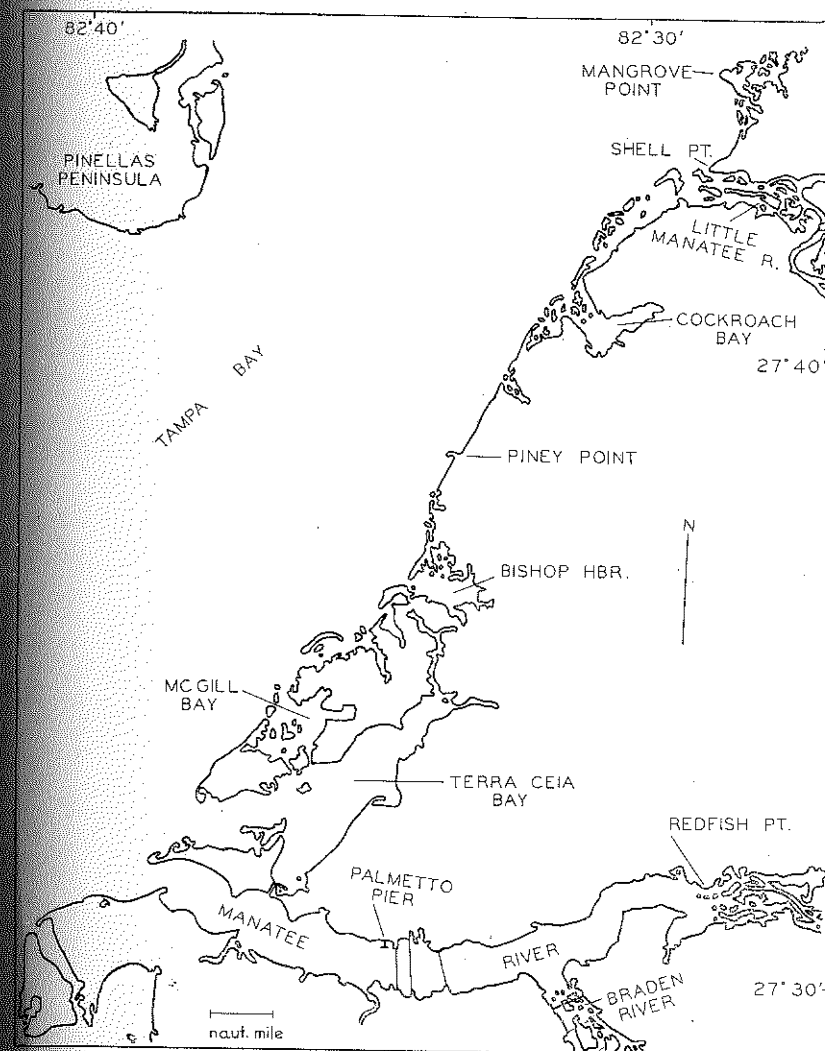 82°40'
82°30'
MANGROVE
POINT
PINELLAS
PENINSULA
SHELL PT.
LITTLE
MANATEE R.
COCKROACH
BAY
27°40'
TAMPA BAY
PINEY POINT
N
BISHOP HBR.
MC GILL
BAY
TERRA CEIA
BAY
REDFISH PT.
PALMETTO
PIER
MANATEE
RIVER
BRADEN
RIVER
27°30'
naut. mile